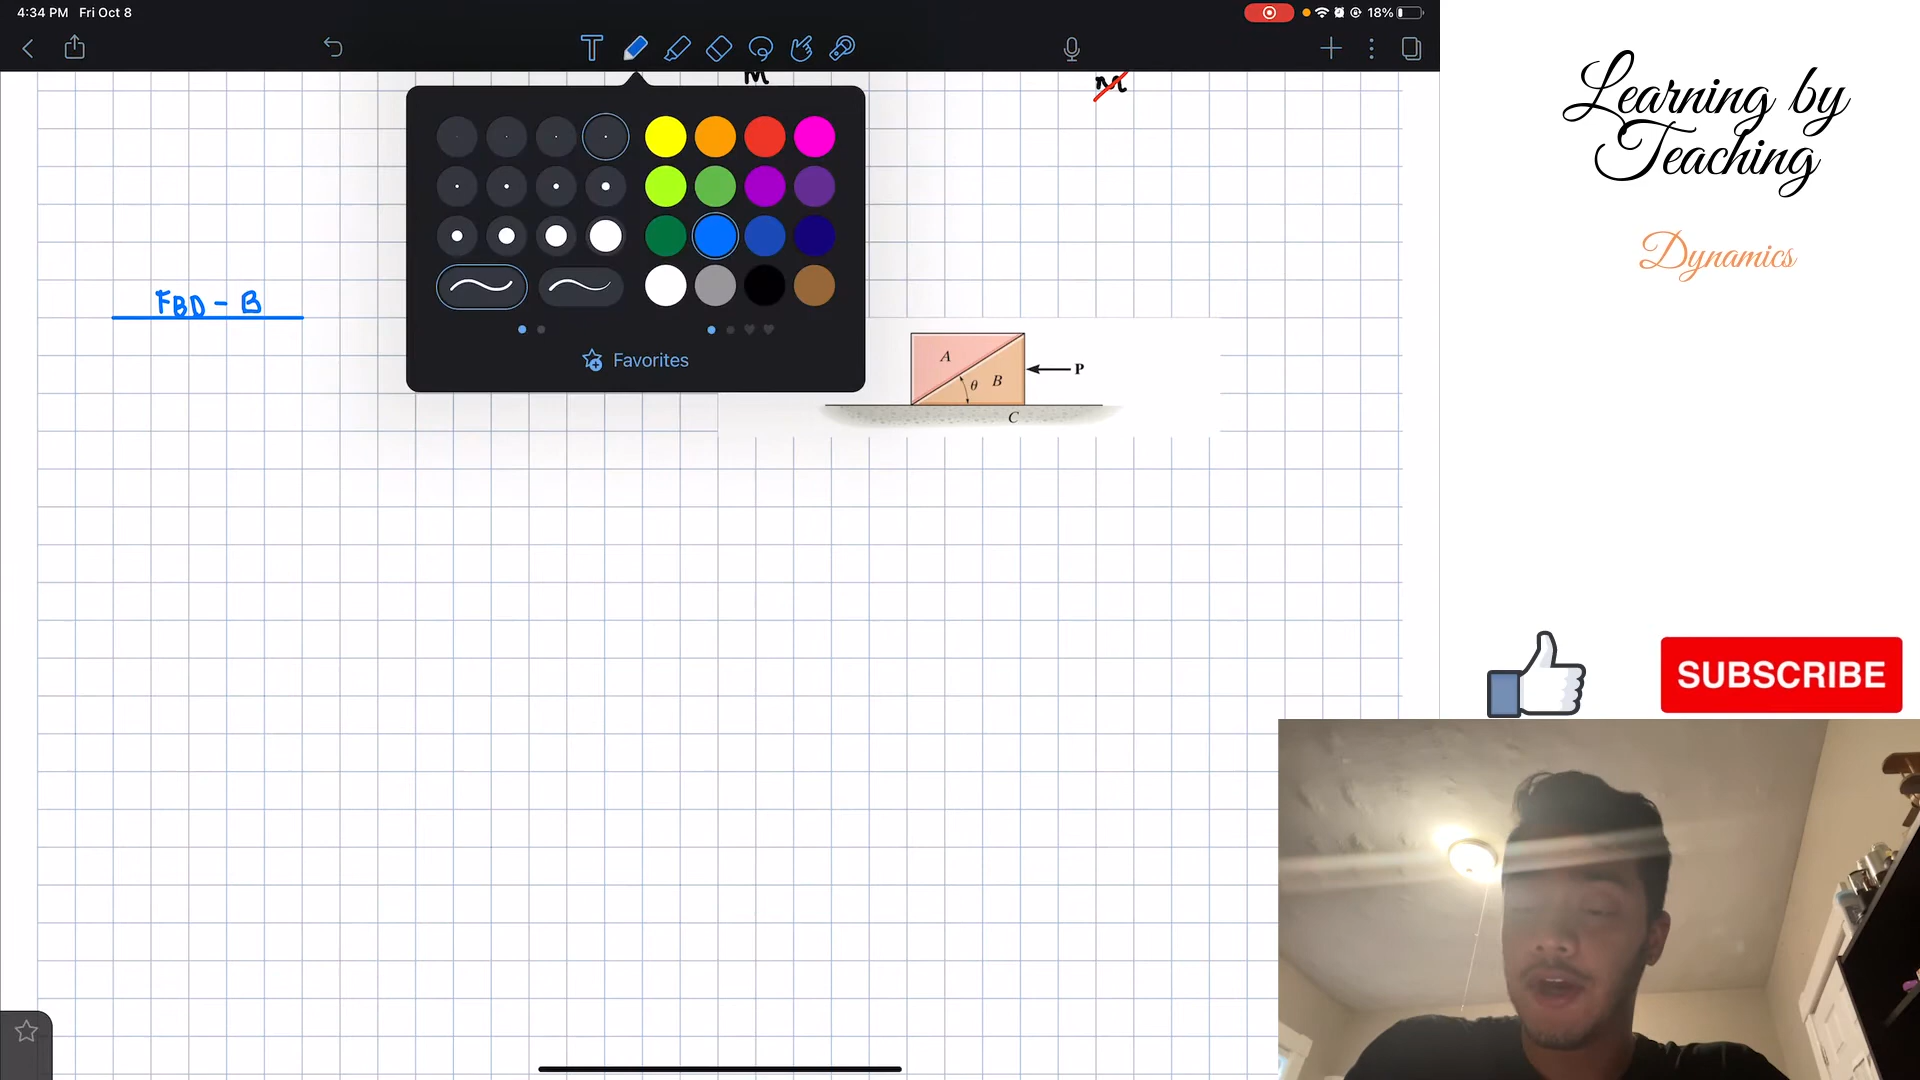 4:34 PM Fri Oct 8
18%
T
M
m
Favorites
FBD - B
A
B
θ
P
C
Learning by
Teaching
Dynamics
SUBSCRIBE